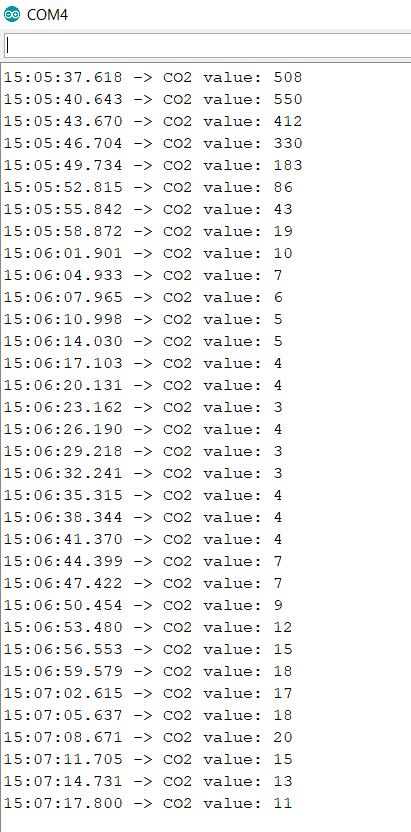 COM4
15:05:37.618 -> CO2 value: 508
15:05:40.643 -> CO2 value: 550
15:05:43.670 -> CO2 value: 412
15:05:46.704 -> CO2 value: 330
15:05:49.734 -> CO2 value: 183
15:05:52.815 -> CO2 value: 86
15:05:55.842 -> CO2 value: 43
15:05:58.872 -> CO2 value: 19
15:06:01.901 -> CO2 value: 10
15:06:04.933 -> CO2 value: 7
15:06:07.965 -> CO2 value: 6
15:06:10.998 -> CO2 value: 5
15:06:14.030 -> CO2 value: 5
15:06:17.103 -> CO2 value: 4
15:06:20.131 -> CO2 value: 4
15:06:23.162 -> CO2 value: 3
15:06:26.190 -> CO2 value: 4
15:06:29.218 -> CO2 value: 3
15:06:32.241 -> CO2 value: 3
15:06:35.315 -> CO2 value: 4
15:06:38.344 -> CO2 value: 4
15:06:41.370 -> CO2 value: 4
15:06:44.399 -> CO2 value: 7
15:06:47.422 -> CO2 value: 7
15:06:50.454 -> CO2 value: 9
15:06:53.480 -> CO2 value: 12
15:06:56.553 -> CO2 value: 15
15:06:59.579 -> CO2 value: 18
15:07:02.615 -> CO2 value: 17
15:07:05.637 -> CO2 value: 18
15:07:08.671 -> CO2 value: 20
15:07:11.705 -> CO2 value: 15
15:07:14.731 -> CO2 value: 13
15:07:17.800 -> CO2 value: 11